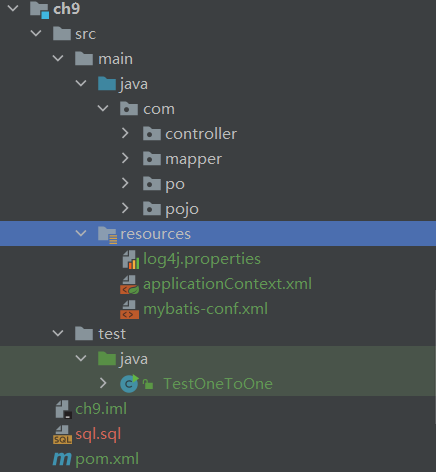 ch9
src
main
java
com
controller
mapper
po
pojo
resources
log4j.properties
applicationContext.xml
mybatis-conf.xml
test
java
TestOneToOne
ch9.iml
sql.sql
pom.xml